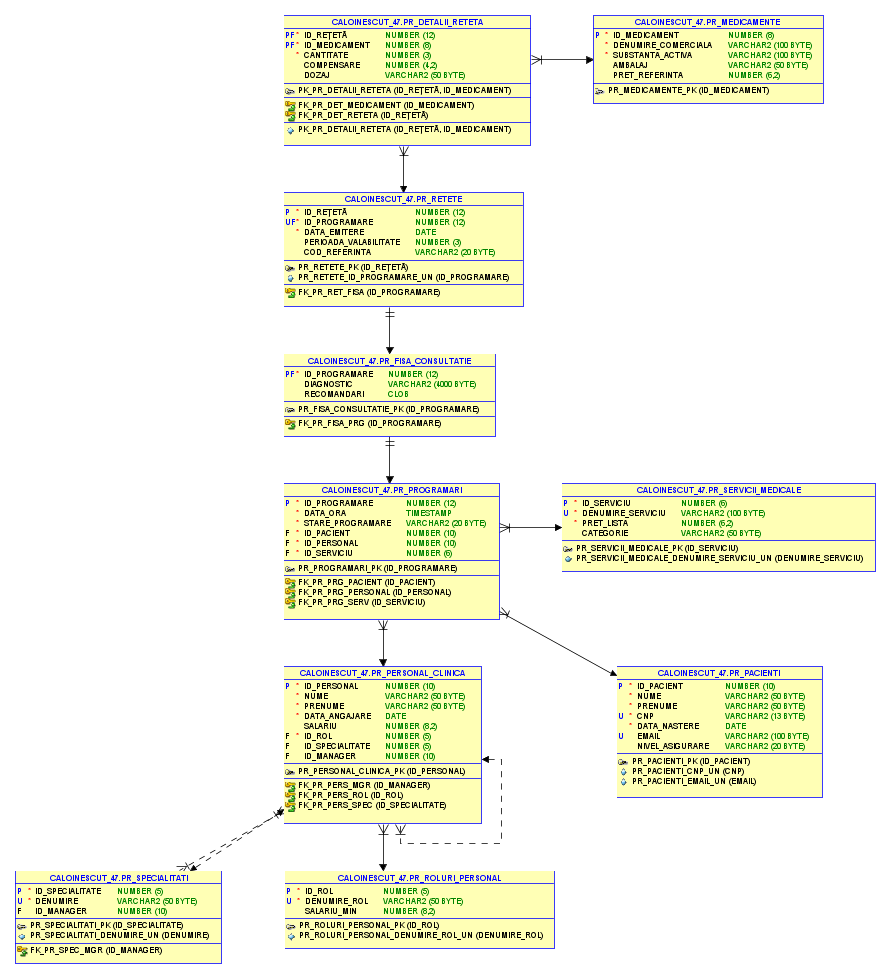 CALOINESCUT_47.PR_DETALII_RETETA
PF* ID_REȚETĂ NUMBER (12)
PF* ID_MEDICAMENT NUMBER (8)
* CANTITATE NUMBER (3)
COMPENSARE NUMBER (4,2)
DOZAJ VARCHAR2 (50 BYTE)
PK_PR_DETALII_RETETA (ID_REȚETĂ, ID_MEDICAMENT)
FK_PR_DET_MEDICAMENT (ID_MEDICAMENT)
FK_PR_DET_RETETA (ID_REȚETĂ)
PK_PR_DETALII_RETETA (ID_REȚETĂ, ID_MEDICAMENT)
CALOINESCUT_47.PR_MEDICAMENTE
P * ID_MEDICAMENT NUMBER (8)
* DENUMIRE_COMERCIALA VARCHAR2 (100 BYTE)
* SUBSTANTA_ACTIVA VARCHAR2 (100 BYTE)
AMBALAJ VARCHAR2 (50 BYTE)
PRET_REFERINTA NUMBER (6,2)
PR_MEDICAMENTE_PK (ID_MEDICAMENT)
CALOINESCUT_47.PR_RETETE
P * ID_REȚETĂ NUMBER (12)
UF* ID_PROGRAMARE NUMBER (12)
* DATA_EMITERE DATE
PERIOADA_VALABILITATE NUMBER (3)
COD_REFERINTA VARCHAR2 (20 BYTE)
PR_RETETE_PK (ID_REȚETĂ)
PR_RETETE_ID_PROGRAMARE_UN (ID_PROGRAMARE)
FK_PR_RET_FISA (ID_PROGRAMARE)
CALOINESCUT_47.PR_FISA_CONSULTATIE
PF* ID_PROGRAMARE NUMBER (12)
DIAGNOSTIC VARCHAR2 (4000 BYTE)
RECOMANDARI CLOB
PR_FISA_CONSULTATIE_PK (ID_PROGRAMARE)
FK_PR_FISA_PRG (ID_PROGRAMARE)
CALOINESCUT_47.PR_PROGRAMARI
P * ID_PROGRAMARE NUMBER (12)
* DATA_ORA TIMESTAMP
* STARE_PROGRAMARE VARCHAR2 (20 BYTE)
F * ID_PACIENT NUMBER (10)
F * ID_PERSONAL NUMBER (10)
F * ID_SERVICIU NUMBER (6)
PR_PROGRAMARI_PK (ID_PROGRAMARE)
FK_PR_PRG_PACIENT (ID_PACIENT)
FK_PR_PRG_PERSONAL (ID_PERSONAL)
FK_PR_PRG_SERV (ID_SERVICIU)
CALOINESCUT_47.PR_SERVICII_MEDICALE
P * ID_SERVICIU NUMBER (6)
U * DENUMIRE_SERVICIU VARCHAR2 (100 BYTE)
* PRET_LISTA NUMBER (6,2)
CATEGORIE VARCHAR2 (50 BYTE)
PR_SERVICII_MEDICALE_PK (ID_SERVICIU)
PR_SERVICII_MEDICALE_DENUMIRE_SERVICIU_UN (DENUMIRE_SERVICIU)
CALOINESCUT_47.PR_PERSONAL_CLINICA
P * ID_PERSONAL NUMBER (10)
* NUME VARCHAR2 (50 BYTE)
* PRENUME VARCHAR2 (50 BYTE)
* DATA_ANGAJARE DATE
SALARIU NUMBER (8,2)
F * ID_ROL NUMBER (5)
F ID_SPECIALITATE NUMBER (5)
F ID_MANAGER NUMBER (10)
PR_PERSONAL_CLINICA_PK (ID_PERSONAL)
FK_PR_PERS_MGR (ID_MANAGER)
FK_PR_PERS_ROL (ID_ROL)
FK_PR_PERS_SPEC (ID_SPECIALITATE)
CALOINESCUT_47.PR_PACIENTI
P * ID_PACIENT NUMBER (10)
* NUME VARCHAR2 (50 BYTE)
* PRENUME VARCHAR2 (50 BYTE)
U * CNP VARCHAR2 (13 BYTE)
* DATA_NASTERE DATE
U EMAIL VARCHAR2 (100 BYTE)
NIVEL_ASIGURARE VARCHAR2 (20 BYTE)
PR_PACIENTI_PK (ID_PACIENT)
PR_PACIENTI_CNP_UN (CNP)
PR_PACIENTI_EMAIL_UN (EMAIL)
CALOINESCUT_47.PR_SPECIALITATI
P * ID_SPECIALITATE NUMBER (5)
U * DENUMIRE VARCHAR2 (50 BYTE)
F ID_MANAGER NUMBER (10)
PR_SPECIALITATI_PK (ID_SPECIALITATE)
PR_SPECIALITATI_DENUMIRE_UN (DENUMIRE)
FK_PR_SPEC_MGR (ID_MANAGER)
CALOINESCUT_47.PR_ROLURI_PERSONAL
P * ID_ROL NUMBER (5)
U * DENUMIRE_ROL VARCHAR2 (50 BYTE)
SALARIU_MIN NUMBER (8,2)
PR_ROLURI_PERSONAL_PK (ID_ROL)
PR_ROLURI_PERSONAL_DENUMIRE_ROL_UN (DENUMIRE_ROL)